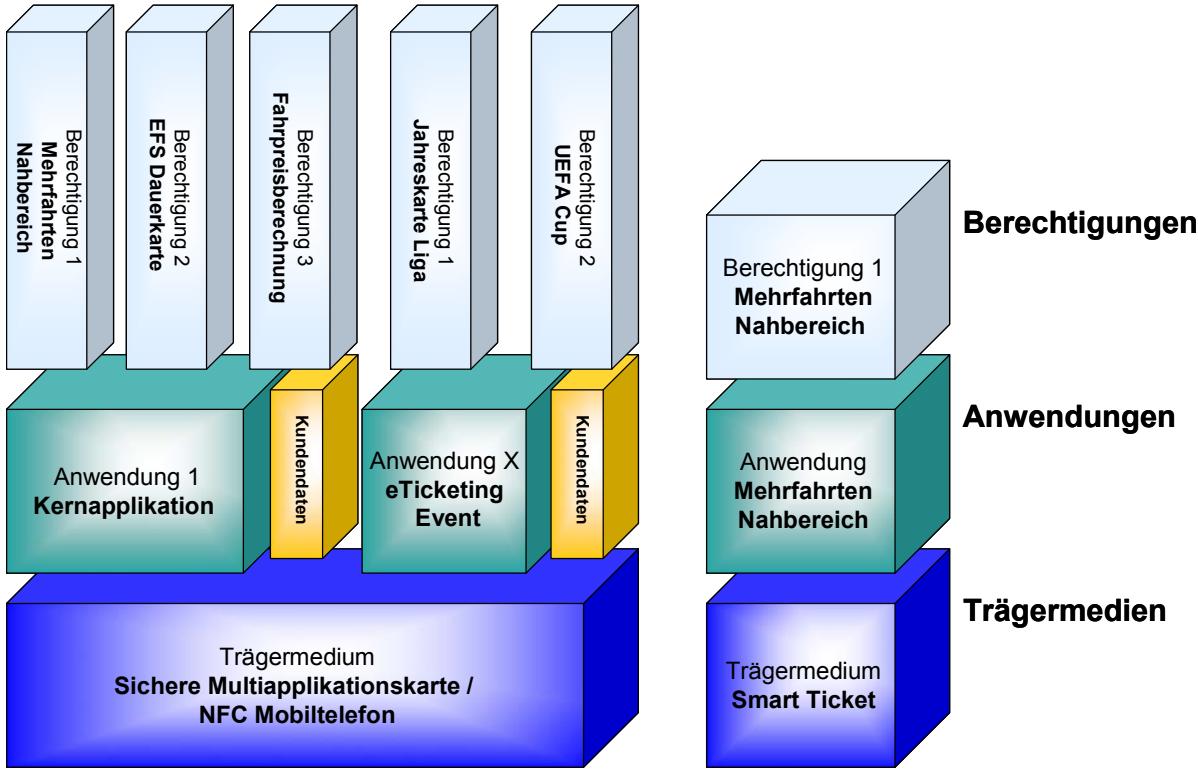 Berechtigung 1
Mehrfahrten
Nahbereich
Berechtigung 2
EFS Dauerkarte
Berechtigung 3
Fahrpreisberechnung
Berechtigung 1
Jahreskarte Liga
Berechtigung 2
UEFA Cup
Berechtigung 1
Mehrfahrten
Nahbereich
Berechtigungen
Anwendung 1
Kernapplikation
Kundendaten
Anwendung X
eTicketing
Event
Kundendaten
Anwendung
Mehrfahrten
Nahbereich
Anwendungen
Trägermedium
Sichere Multiapplikationskarte /
NFC Mobiltelefon
Trägermedium
Smart Ticket
Trägermedien